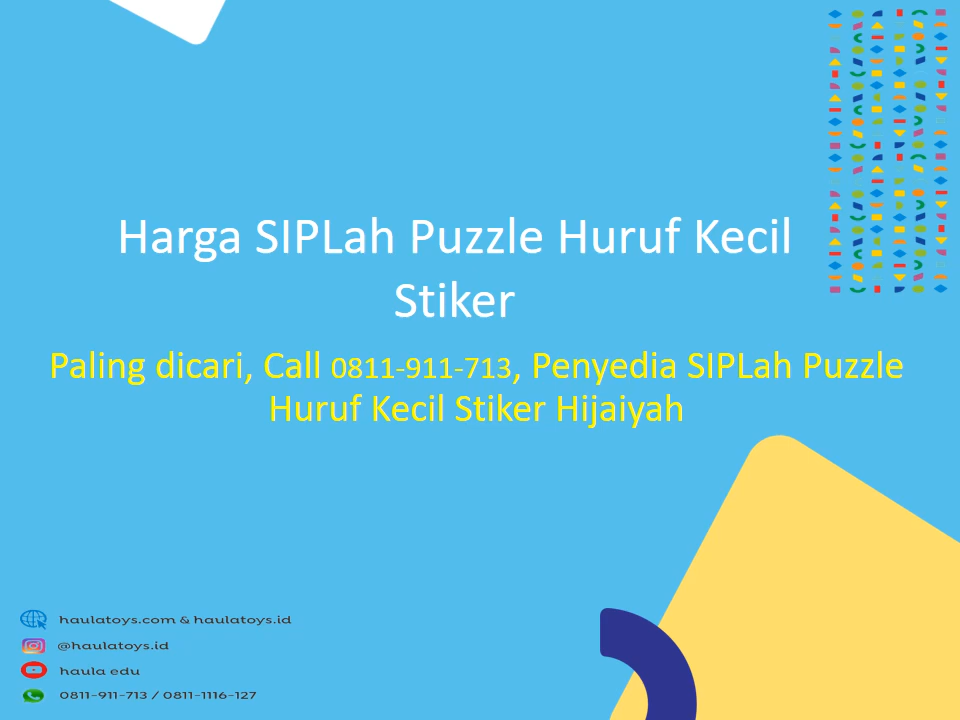 Harga SIPLah Puzzle Huruf Kecil
Stiker
Paling dicari, Call 0811-911-713, Penyedia SIPLah Puzzle
Huruf Kecil Stiker Hijaiyah
haulatoys.com & haulatoys.id
@haulatoys.id
haula edu
0811-911-713 / 0811-1116-127